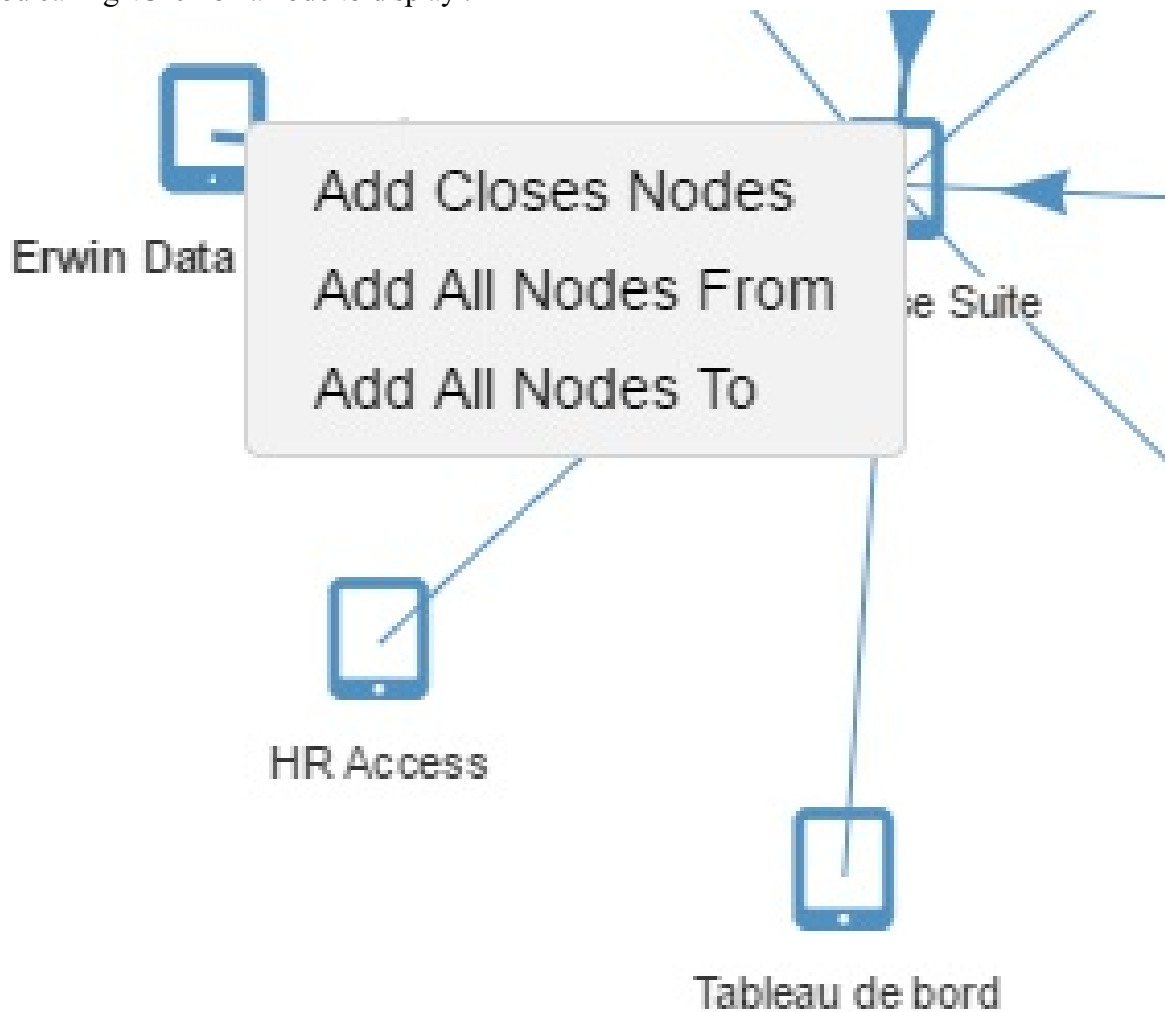 Add Closes Nodes
Erwin Data
Add All Nodes From
se Suite
Add All Nodes To
HR Access
Tableau de bord